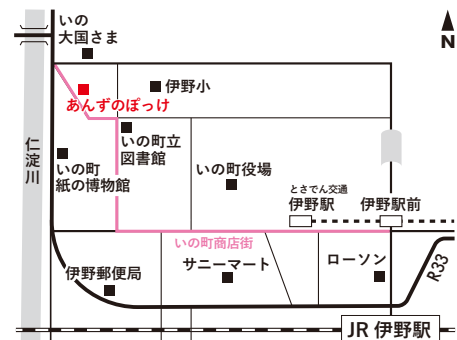 いの
大国さま
N
伊野小
あんずのぽっけ
仁淀川
いの町立
図書館
いの町
紙の博物館
いの町役場
とさでん交通
伊野駅
伊野駅前
いの町商店街
サニーマート
ローソン
R33
伊野郵便局
JR 伊野駅